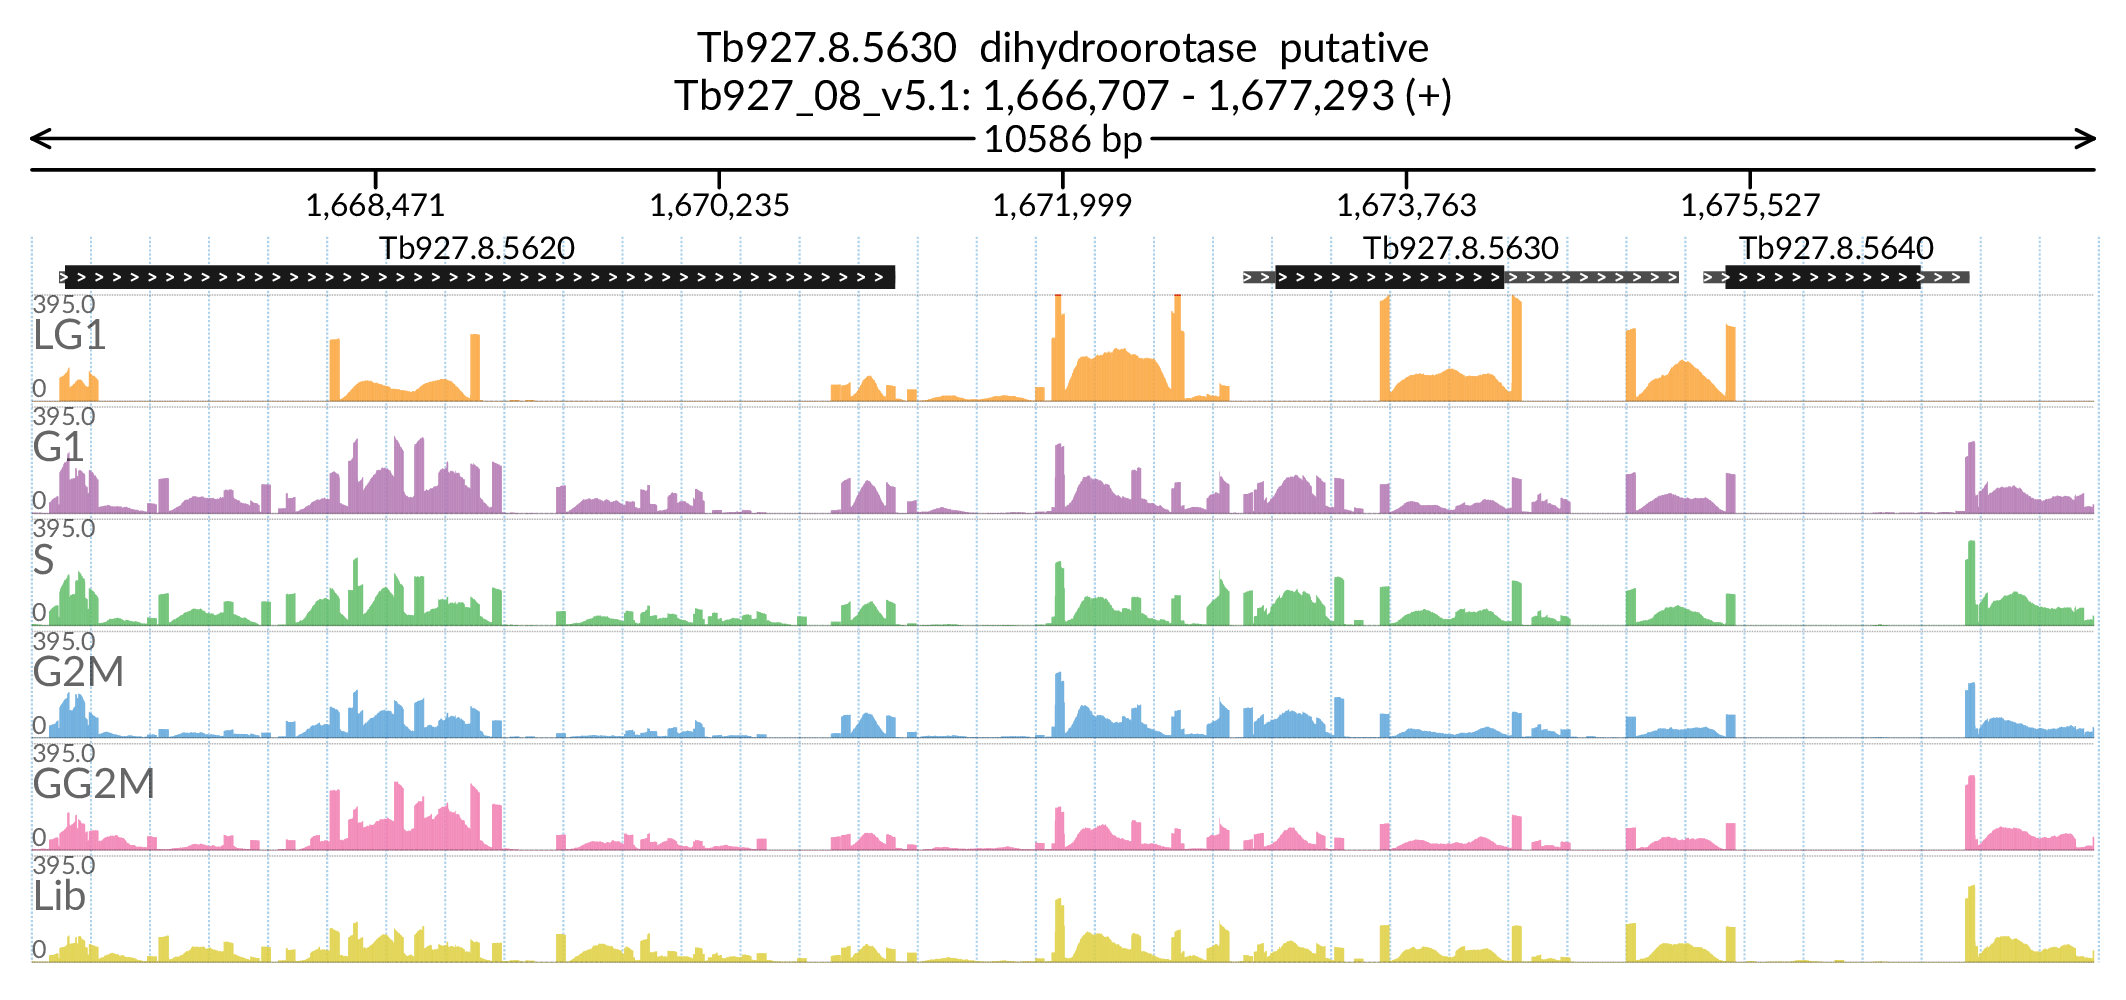 Tb927.8.5630 dihydroorotase putative
Tb927_08_v5.1: 1,666,707 - 1,677,293 (+)
10586 bp
1,668,471 1,670,235 1,671,999 1,673,763 1,675,527
Tb927.8.5620 Tb927.8.5630 Tb927.8.5640
395.0
LG1
0
395.0
G1
0
395.0
S
0
395.0
G2M
0
395.0
GG2M
0
395.0
Lib
0